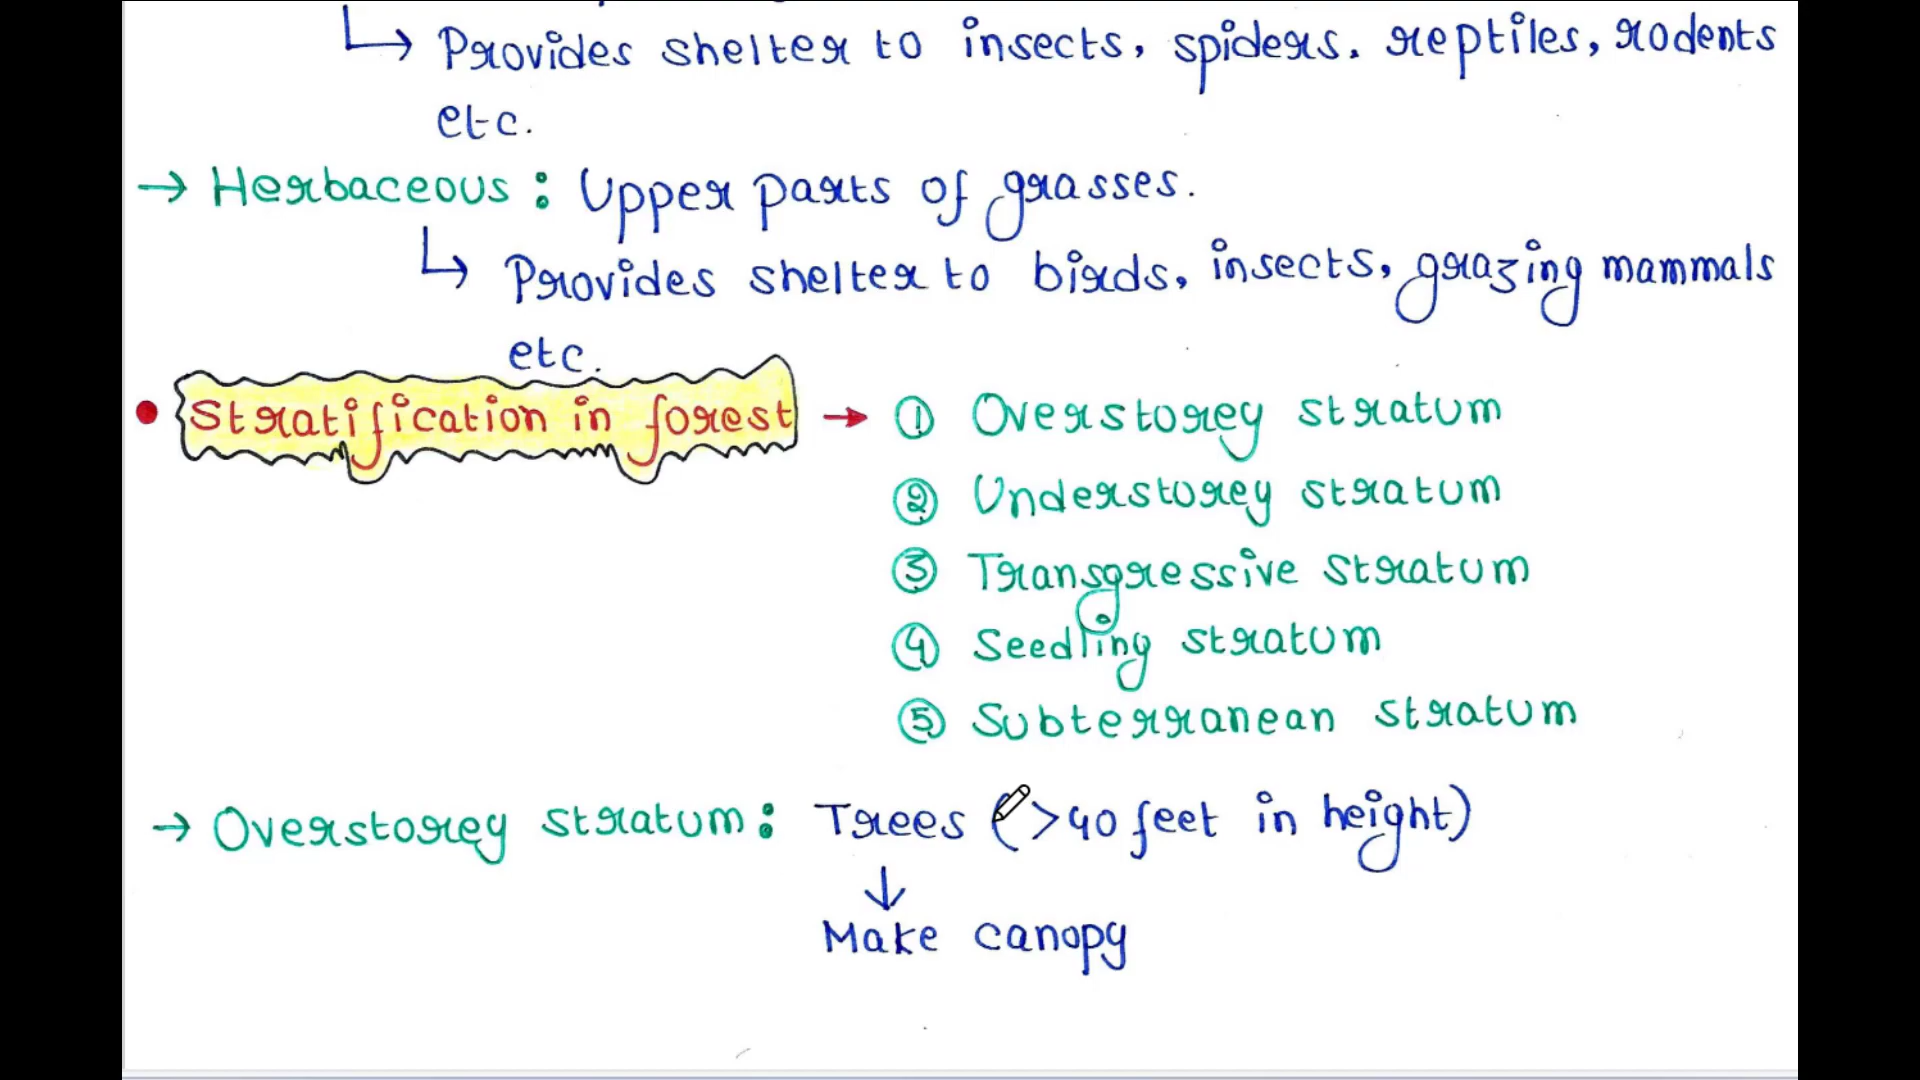 ↳ Provides shelter to insects, spiders, reptiles, rodents
etc.
→ Herbaceous : Upper parts of grasses.
↳ Provides shelter to birds, insects, grazing mammals
etc.
• Stratification in forest → ① Overstorey stratum
② Understorey stratum
③ Transgressive stratum
④ Seedling stratum
⑤ Subterranean stratum
→ Overstorey stratum : Trees (>40 feet in height)
↓
Make canopy